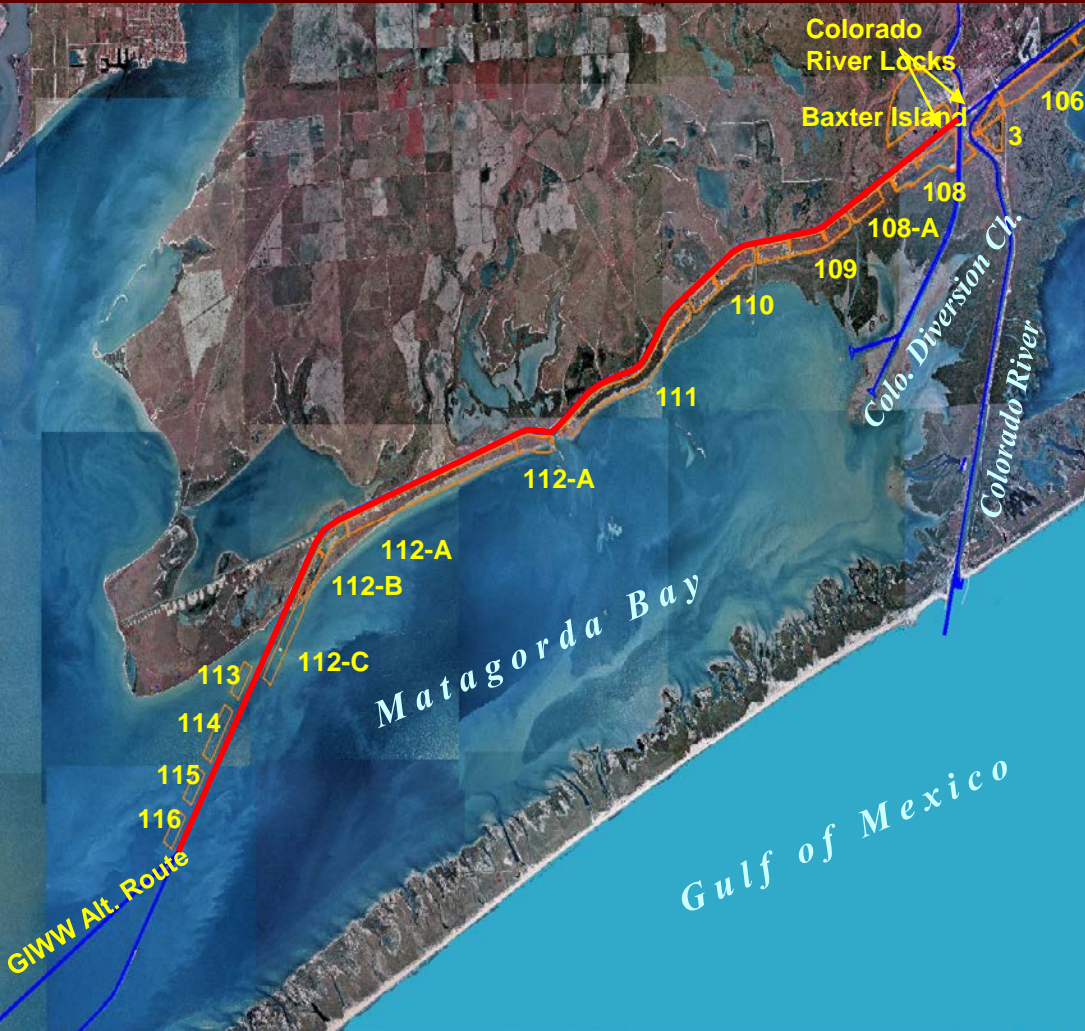 Colorado
River Locks
Baxter Island
106
3
108
108-A
109
110
111
112-A
112-A
112-B
112-C
113
114
115
116
Colo. Diversion Ch.
Colorado River
Matagorda Bay
Gulf of Mexico
GIWW Alt. Route